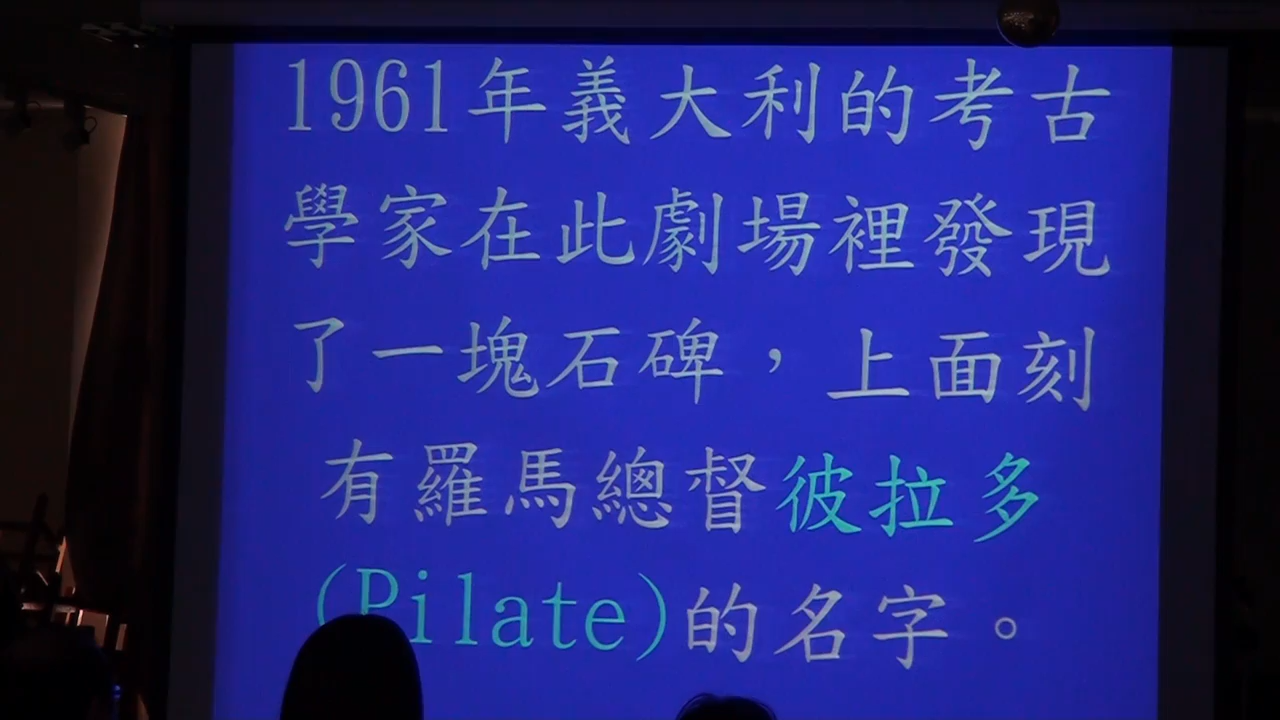 1961年義大利的考古
學家在此劇場裡發現
了一塊石碑，上面刻
有羅馬總督彼拉多
(Pilate)的名字。